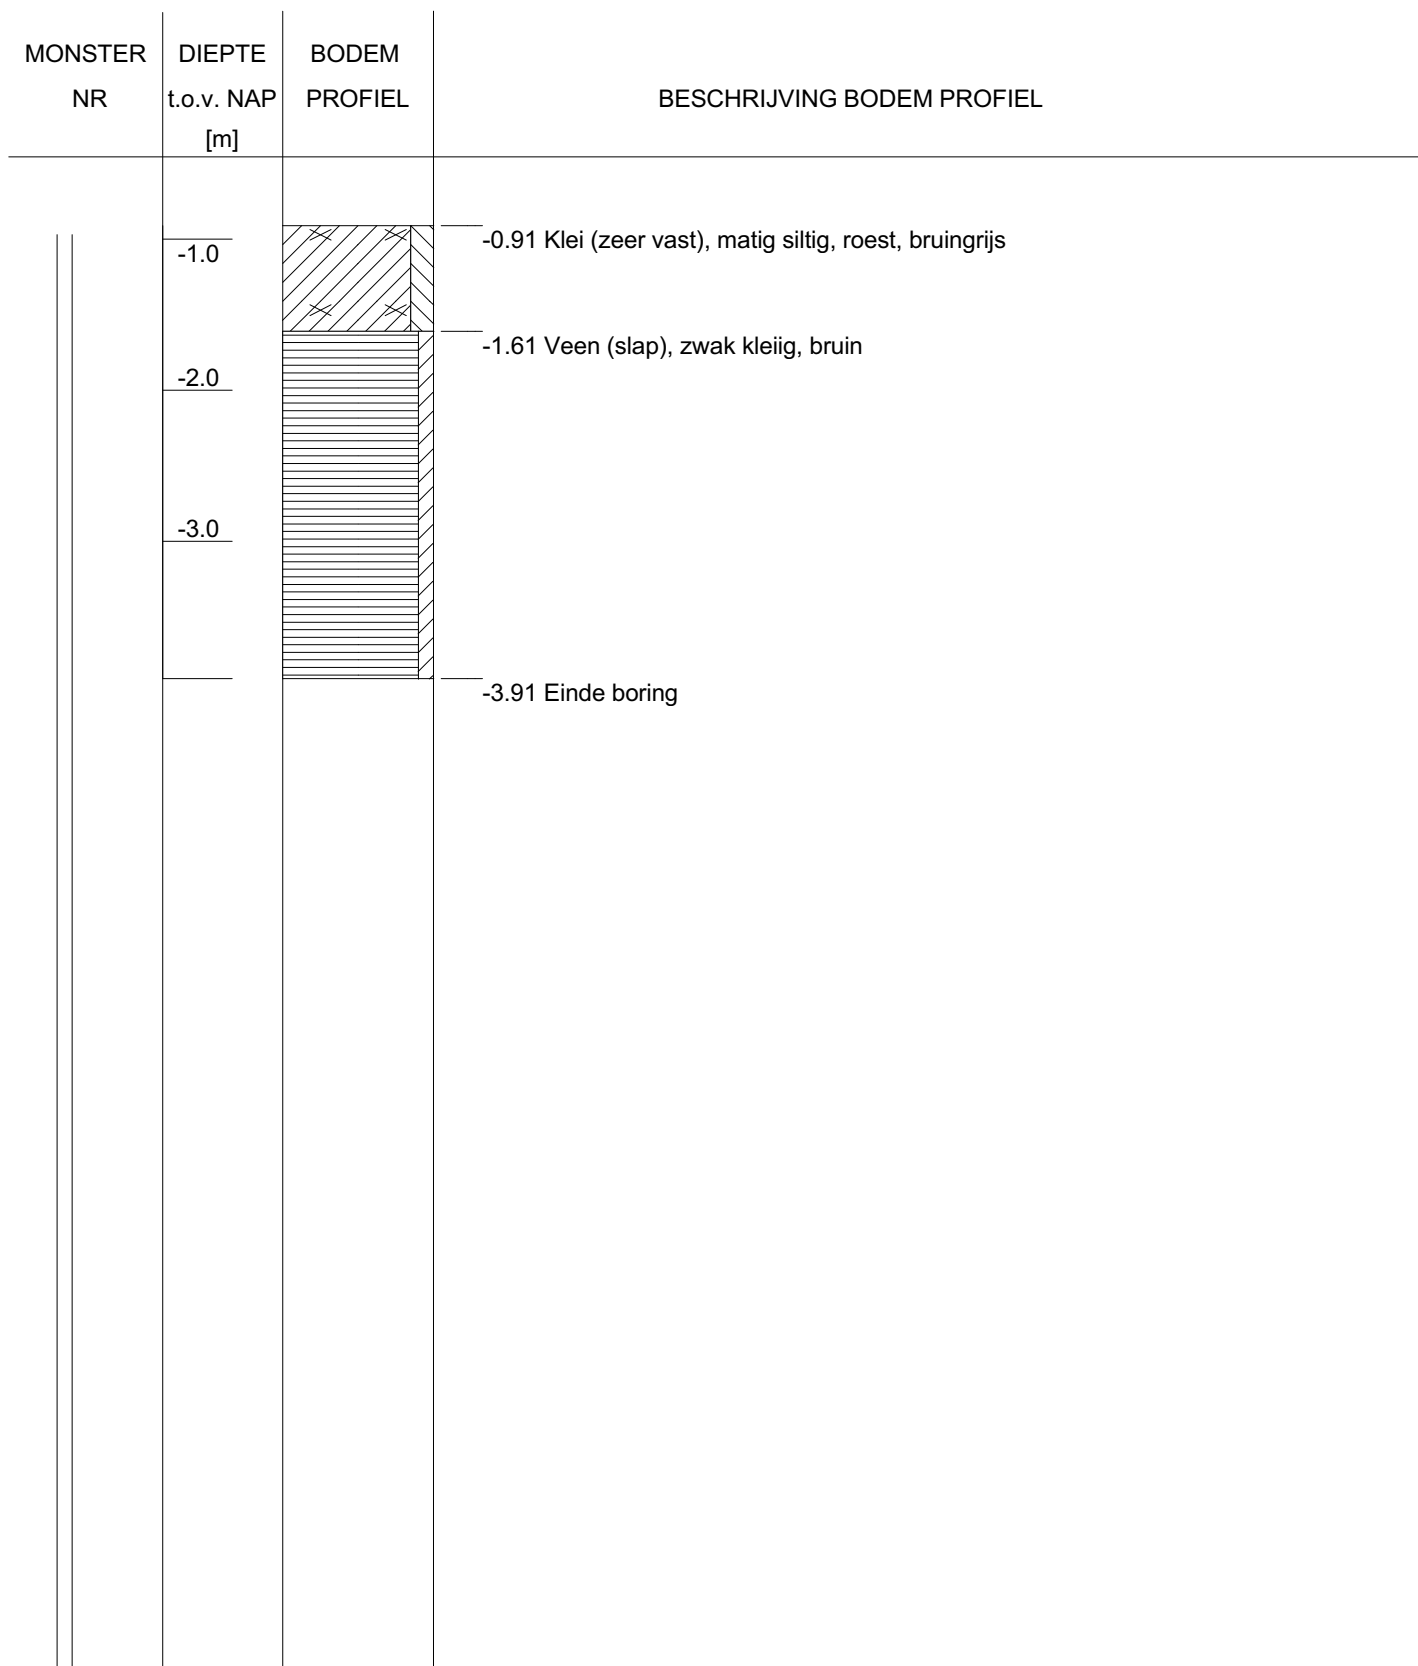 MONSTER DIEPTE BODEM
NR t.o.v. NAP PROFIEL BESCHRIJVING BODEM PROFIEL
[m]
-0.91 Klei (zeer vast), matig siltig, roest, bruingrijs
-1.0
-1.61 Veen (slap), zwak kleiig, bruin
-2.0
-3.0
-3.91 Einde boring